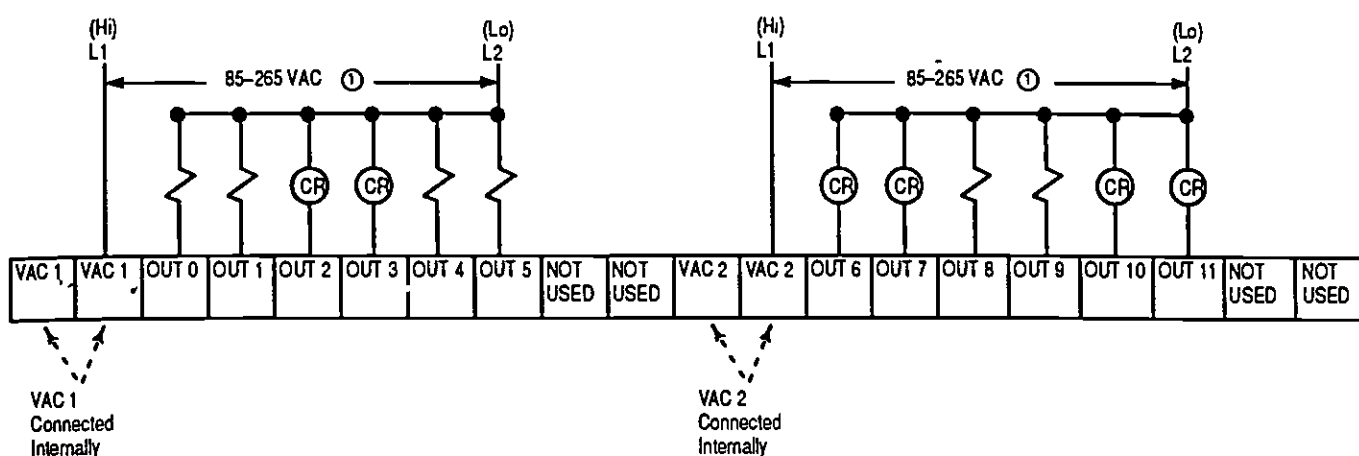 (Hi)
L1
(Lo)
L2
85–265 VAC ①
(Hi)
L1
(Lo)
L2
85–265 VAC ①
CR
CR
CR
CR
CR
CR
VAC 1
VAC 1
OUT 0
OUT 1
OUT 2
OUT 3
OUT 4
OUT 5
NOT
USED
NOT
USED
VAC 2
VAC 2
OUT 6
OUT 7
OUT 8
OUT 9
OUT 10
OUT 11
NOT
USED
NOT
USED
VAC 1
Connected
Internally
VAC 2
Connected
Internally